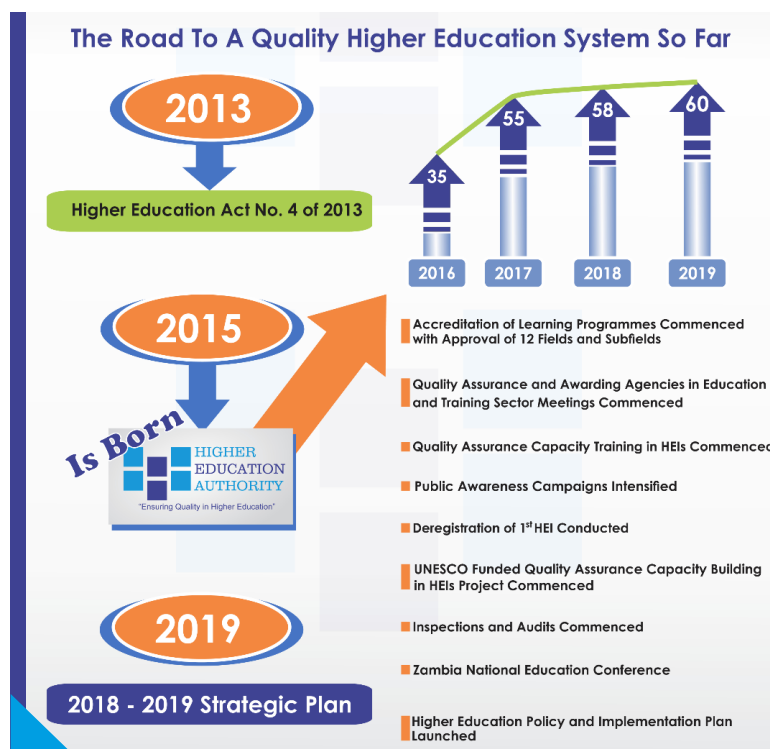 The Road To A Quality Higher Education System So Far
2013
Higher Education Act No. 4 of 2013
35
55
58
60
2016
2017
2018
2019
2015
Is Born
HIGHER
EDUCATION
AUTHORITY
"Ensuring Quality in Higher Education"
2019
2018 - 2019 Strategic Plan
Accreditation of Learning Programmes Commenced
with Approval of 12 Fields and Subfields
Quality Assurance and Awarding Agencies in Education
and Training Sector Meetings Commenced
Quality Assurance Capacity Training in HEIs Commenced
Public Awareness Campaigns Intensified
Deregistration of 1st HEI Conducted
UNESCO Funded Quality Assurance Capacity Building
in HEIs Project Commenced
Inspections and Audits Commenced
Zambia National Education Conference
Higher Education Policy and Implementation Plan
Launched